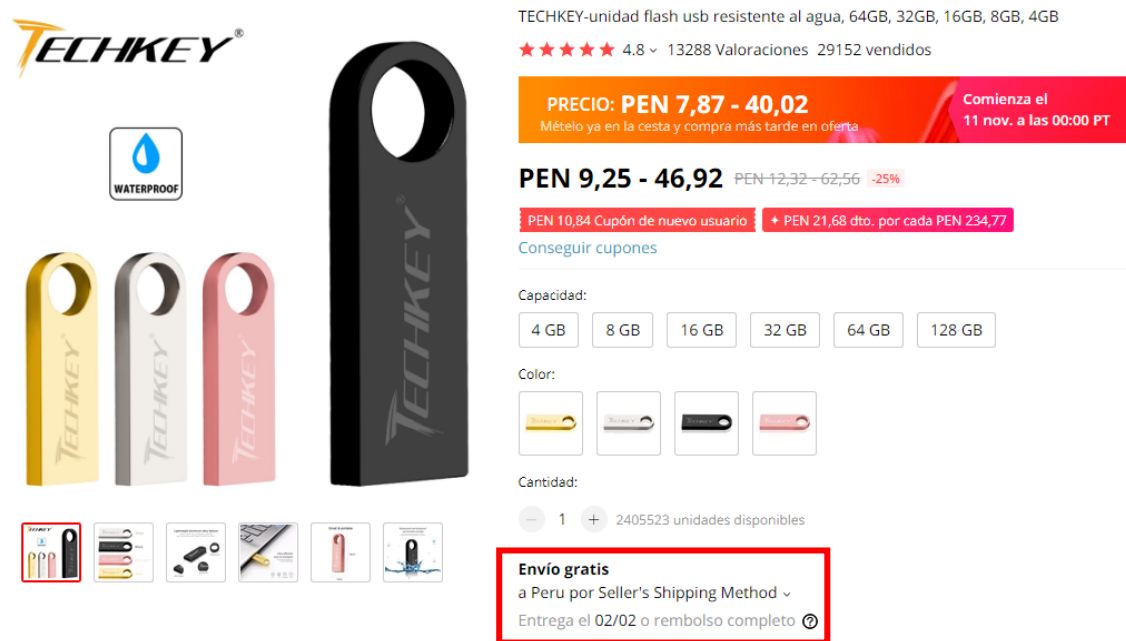 TECHKEY®
WATERPROOF
TECHKEY
TECHKEY
TECHKEY
TECHKEY®
TECHKEY-unidad flash usb resistente al agua, 64GB, 32GB, 16GB, 8GB, 4GB
4.8 13288 Valoraciones 29152 vendidos
PRECIO: PEN 7,87 - 40,02
Mételo ya en la cesta y compra más tarde en oferta
Comienza el
11 nov. a las 00:00 PT
PEN 9,25 - 46,92 PEN 12,32 - 62,56 -25%
PEN 10,84 Cupón de nuevo usuario
PEN 21,68 dto. por cada PEN 234,77
Conseguir cupones
Capacidad:
4 GB 8 GB 16 GB 32 GB 64 GB 128 GB
Color:
Cantidad:
1 + 2405523 unidades disponibles
Envío gratis
a Peru por Seller's Shipping Method
Entrega el 02/02 o rembolso completo